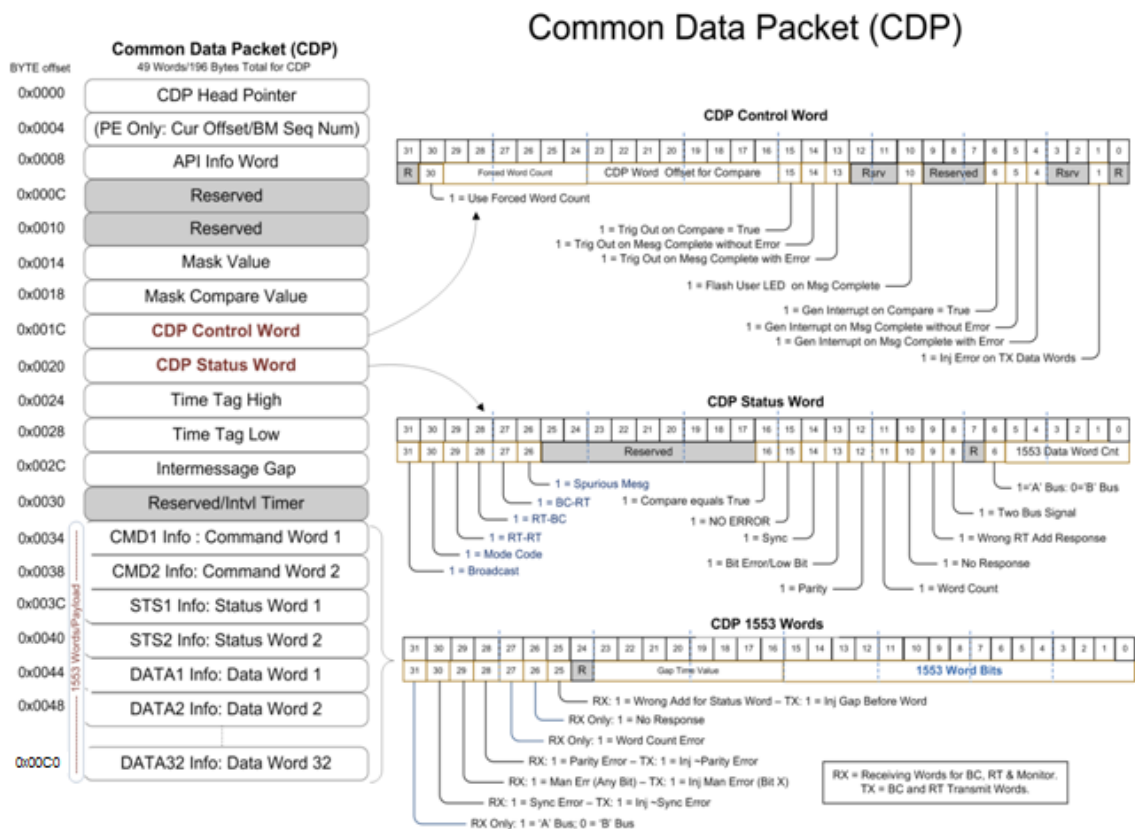 Common Data Packet (CDP)
Common Data Packet (CDP)
49 Words/196 Bytes Total for CDP
BYTE offset
0x0000 CDP Head Pointer
0x0004 (PE Only: Cur Offset/BM Seq Num)
0x0008 API Info Word
0x000C Reserved
0x0010 Reserved
0x0014 Mask Value
0x0018 Mask Compare Value
0x001C CDP Control Word
0x0020 CDP Status Word
0x0024 Time Tag High
0x0028 Time Tag Low
0x002C Intermessage Gap
0x0030 Reserved/Intvl Timer
0x0034 CMD1 Info : Command Word 1
0x0038 CMD2 Info: Command Word 2
0x003C STS1 Info: Status Word 1
0x0040 STS2 Info: Status Word 2
0x0044 DATA1 Info: Data Word 1
0x0048 DATA2 Info: Data Word 2
0x00C0 DATA32 Info: Data Word 32
1553 Words/Payload
CDP Control Word
31 30 29 28 27 26 25 24 23 22 21 20 19 18 17 16 15 14 13 12 11 10 9 8 7 6 5 4 3 2 1 0
R 30 Forced Word Count CDP Word Offset for Compare 15 14 13 Rsrv 10 Reserved 6 5 4 Rsrv 1 R
1 = Use Forced Word Count
1 = Trig Out on Compare = True
1 = Trig Out on Mesg Complete without Error
1 = Trig Out on Mesg Complete with Error
1 = Flash User LED on Msg Complete
1 = Gen Interrupt on Compare = True
1 = Gen Interrupt on Msg Complete without Error
1 = Gen Interrupt on Msg Complete with Error
1 = Inj Error on TX Data Words
CDP Status Word
31 30 29 28 27 26 25 24 23 22 21 20 19 18 17 16 15 14 13 12 11 10 9 8 7 6 5 4 3 2 1 0
31 30 29 28 27 26 Reserved 16 15 14 13 12 11 10 9 8 R 6 1553 Data Word Cnt
1 = Spurious Mesg
1 = BC-RT
1 = RT-BC
1 = RT-RT
1 = Mode Code
1 = Broadcast
1 = Compare equals True
1 = NO ERROR
1 = Sync
1 = Bit Error/Low Bit
1 = Parity
1='A' Bus: 0='B' Bus
1 = Two Bus Signal
1 = Wrong RT Add Response
1 = No Response
1 = Word Count
CDP 1553 Words
31 30 29 28 27 26 25 24 23 22 21 20 19 18 17 16 15 14 13 12 11 10 9 8 7 6 5 4 3 2 1 0
31 30 29 28 27 26 25 R Gap Time Value 1553 Word Bits
RX: 1 = Wrong Add for Status Word – TX: 1 = Inj Gap Before Word
RX Only: 1 = No Response
RX Only: 1 = Word Count Error
RX: 1 = Parity Error – TX: 1 = Inj ~Parity Error
RX: 1 = Man Err (Any Bit) – TX: 1 = Inj Man Error (Bit X)
RX: 1 = Sync Error – TX: 1 = Inj ~Sync Error
RX Only: 1 = 'A' Bus; 0 = 'B' Bus
RX = Receiving Words for BC, RT & Monitor.
TX = BC and RT Transmit Words.